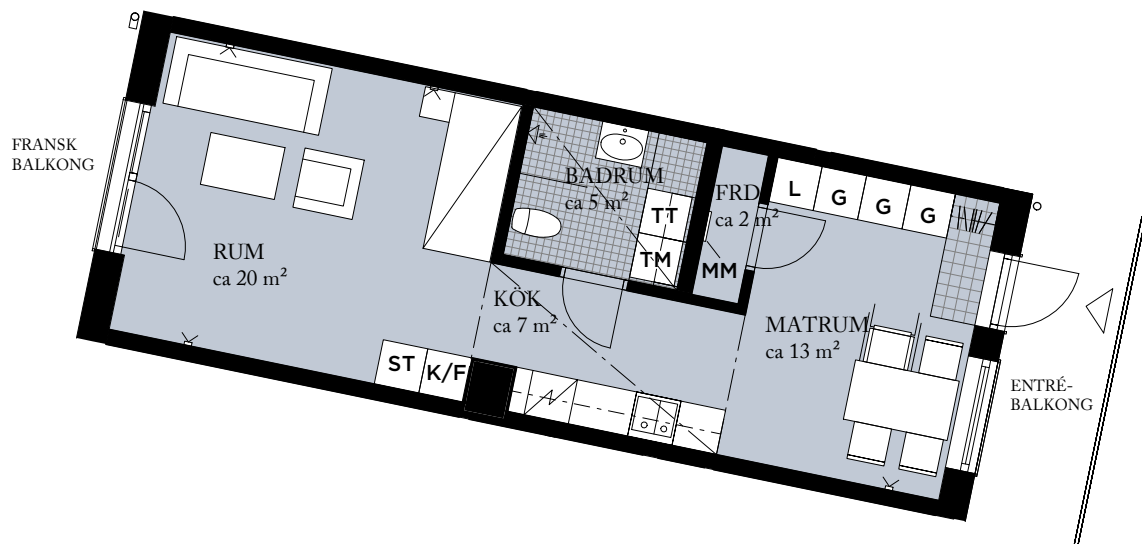 FRANSK
BALKONG
RUM
ca 20 m²
BADRUM
ca 5 m²
TT
TM
FRD
ca 2 m²
MM
L
G
G
G
KÖK
ca 7 m²
ST
K/F
MATRUM
ca 13 m²
ENTRÉ-
BALKONG